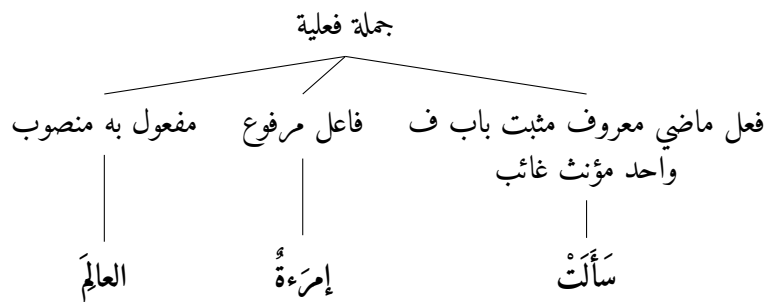 جملة فعلية
فعل ماضي معروف مثبت باب ف
واحد مؤنث غائب
فاعل مرفوع
مفعول به منصوب
سَأَلَتْ
إمرَءةٌ
العالِمَ